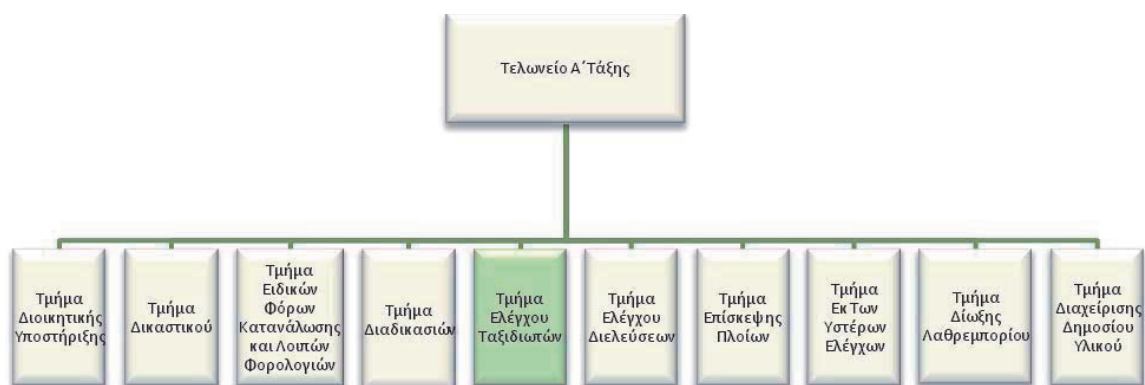 Τελωνείο Α΄Τάξης
Τμήμα
Διοικητικής
Υποστήριξης
Τμήμα
Δικαστικού
Τμήμα
Ειδικών
Φόρων
Κατανάλωσης
και Λοιπών
Φορολογιών
Τμήμα
Διαδικασιών
Τμήμα
Ελέγχου
Ταξιδιωτών
Τμήμα
Ελέγχου
Διελεύσεων
Τμήμα
Επίσκεψης
Πλοίων
Τμήμα
Εκ Των
Υστέρων
Ελέγχων
Τμήμα
Δίωξης
Λαθρεμπορίου
Τμήμα
Διαχείρισης
Δημοσίου
Υλικού